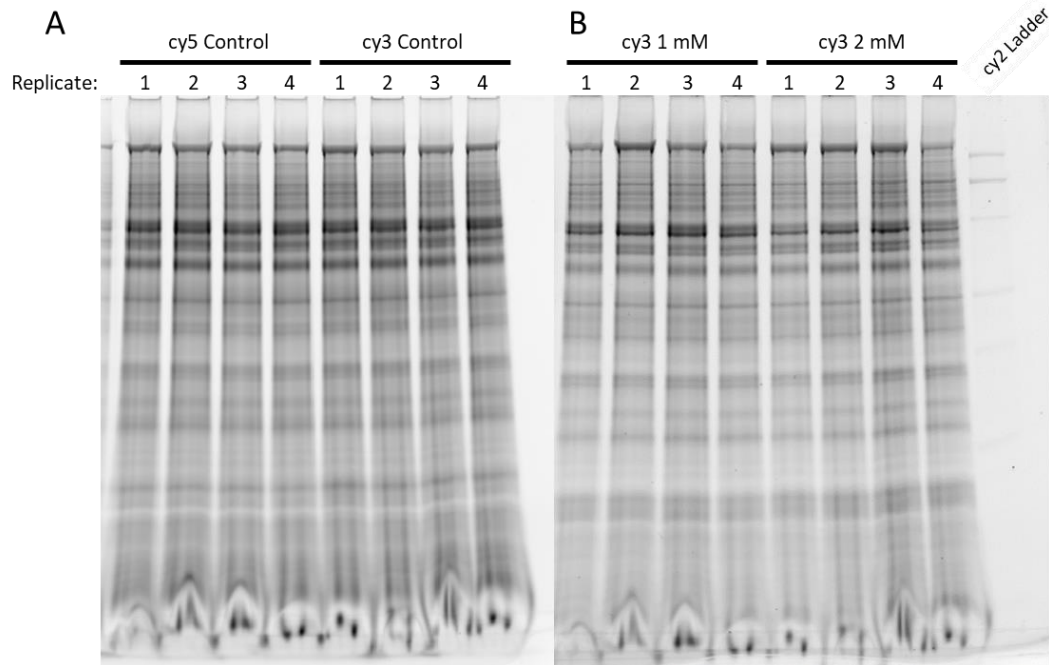 A
B
cy5 Control cy3 Control cy3 1 mM cy3 2 mM cy2 Ladder
Replicate: 1 2 3 4 1 2 3 4 1 2 3 4 1 2 3 4